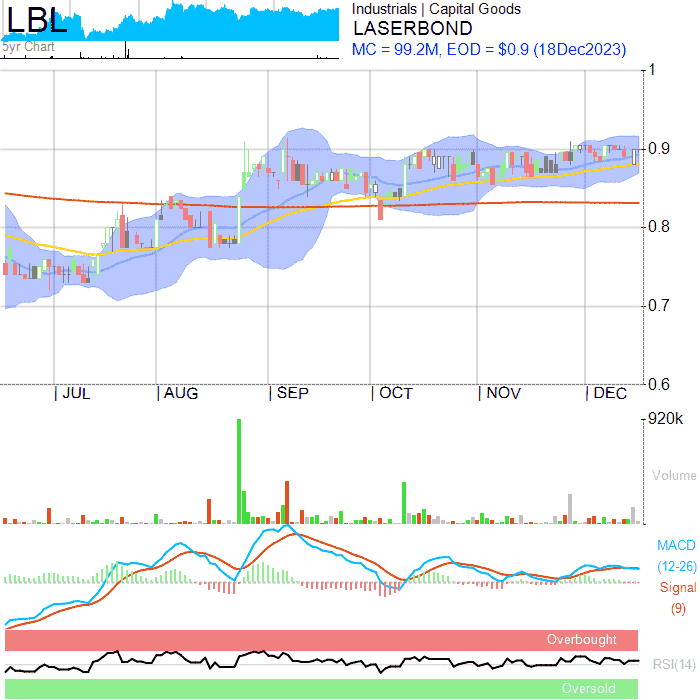 LBL
5yr Chart
Industrials | Capital Goods
LASERBOND
MC = 99.2M, EOD = $0.9 (18Dec2023)
1
0.9
0.8
0.7
0.6
| JUL | AUG | SEP | OCT | NOV | DEC
920k
Volume
MACD
(12-26)
Signal
(9)
Overbought
RSI(14)
Oversold